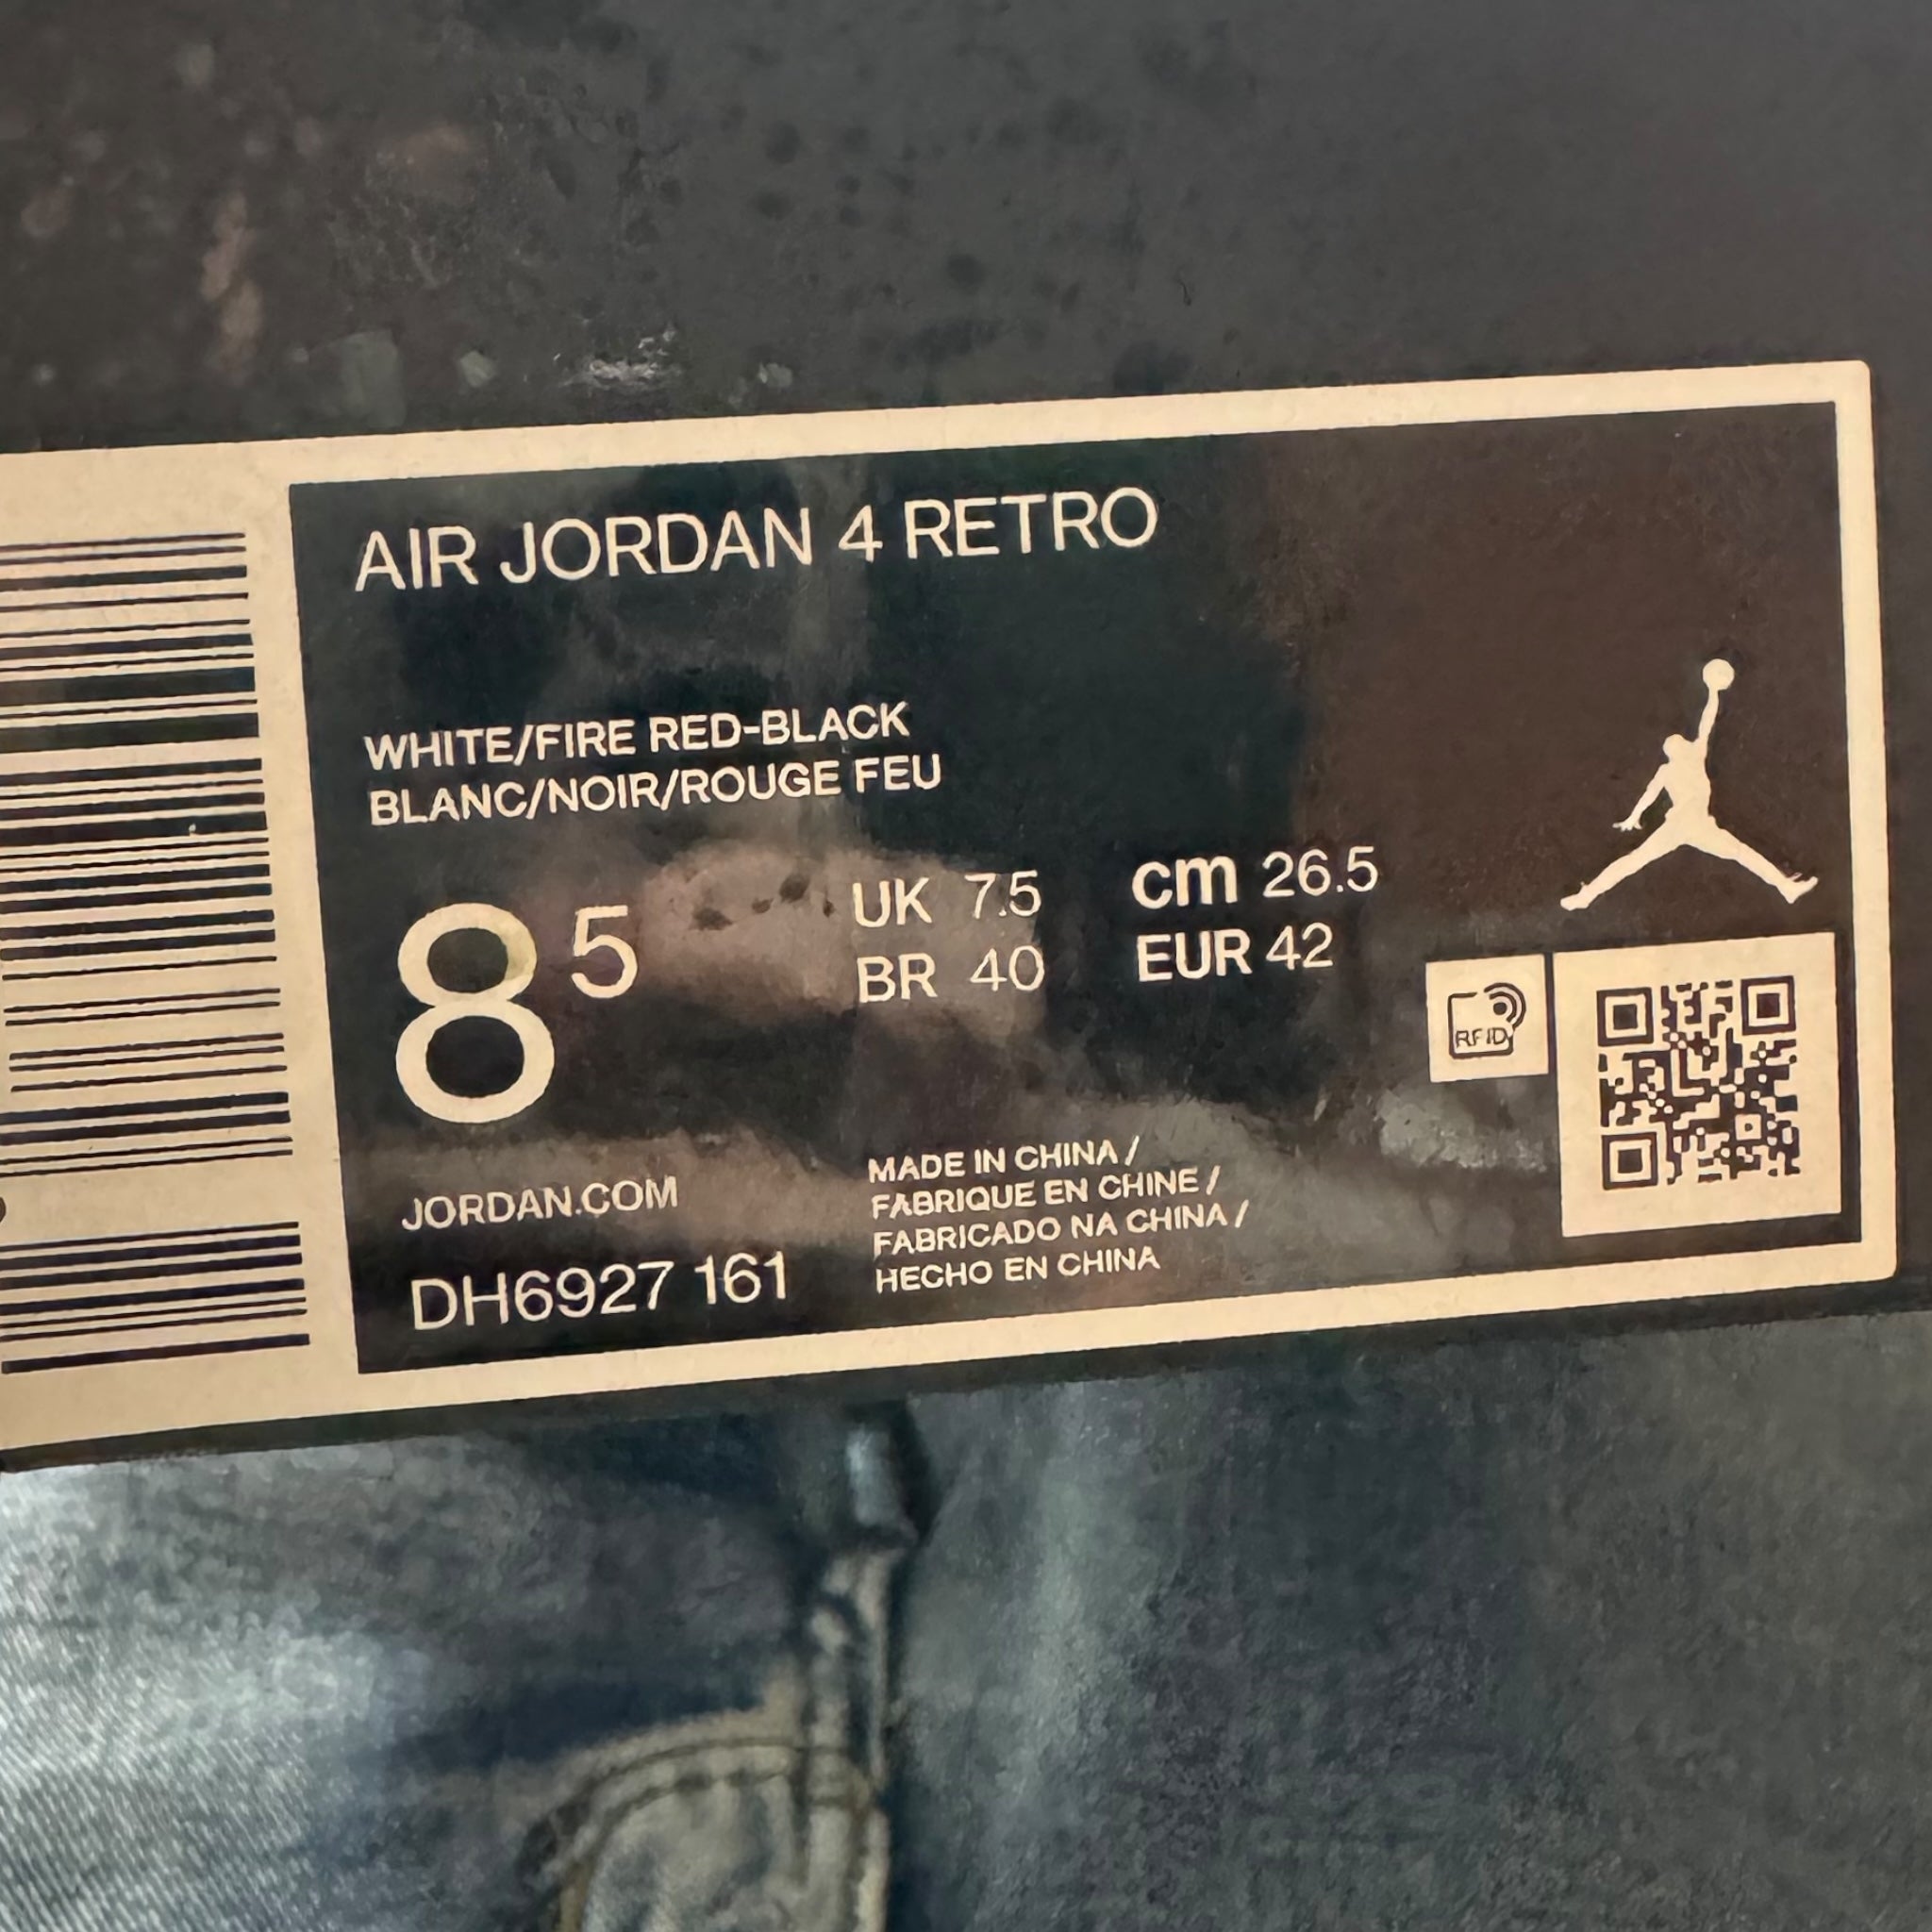 AIR JORDAN 4 RETRO
WHITE/FIRE RED-BLACK
BLANC/NOIR/ROUGE FEU
8 5
UK 7.5
cm 26.5
BR 40
EUR 42
RFID
JORDAN.COM
DH6927 161
MADE IN CHINA /
FABRIQUE EN CHINE /
FABRICADO NA CHINA /
HECHO EN CHINA